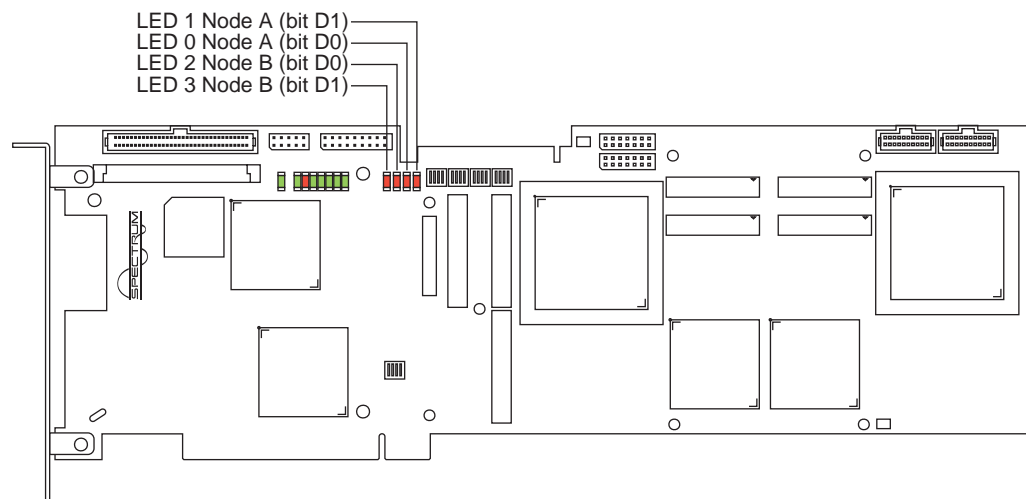 LED 1 Node A (bit D1)
LED 0 Node A (bit D0)
LED 2 Node B (bit D0)
LED 3 Node B (bit D1)
SPECTRUM